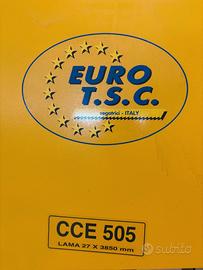 EURO
T.S.C.
segatrici - ITALY
CCE 505
LAMA 27 X 3850 mm
subito